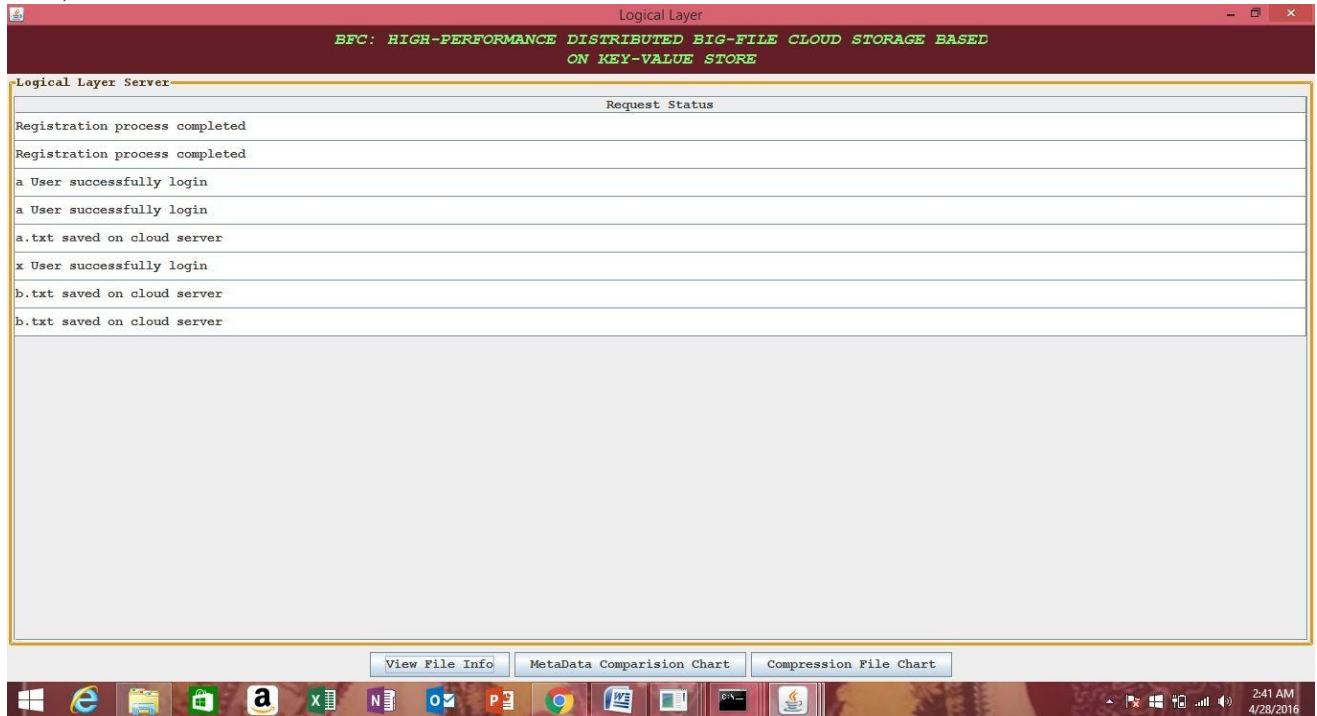 Logical Layer
BFC: HIGH-PERFORMANCE DISTRIBUTED BIG-FILE CLOUD STORAGE BASED
ON KEY-VALUE STORE
Logical Layer Server
Request Status
Registration process completed
Registration process completed
a User successfully login
a User successfully login
a.txt saved on cloud server
x User successfully login
b.txt saved on cloud server
b.txt saved on cloud server
View File Info
MetaData Comparision Chart
Compression File Chart
2:41 AM
4/28/2016